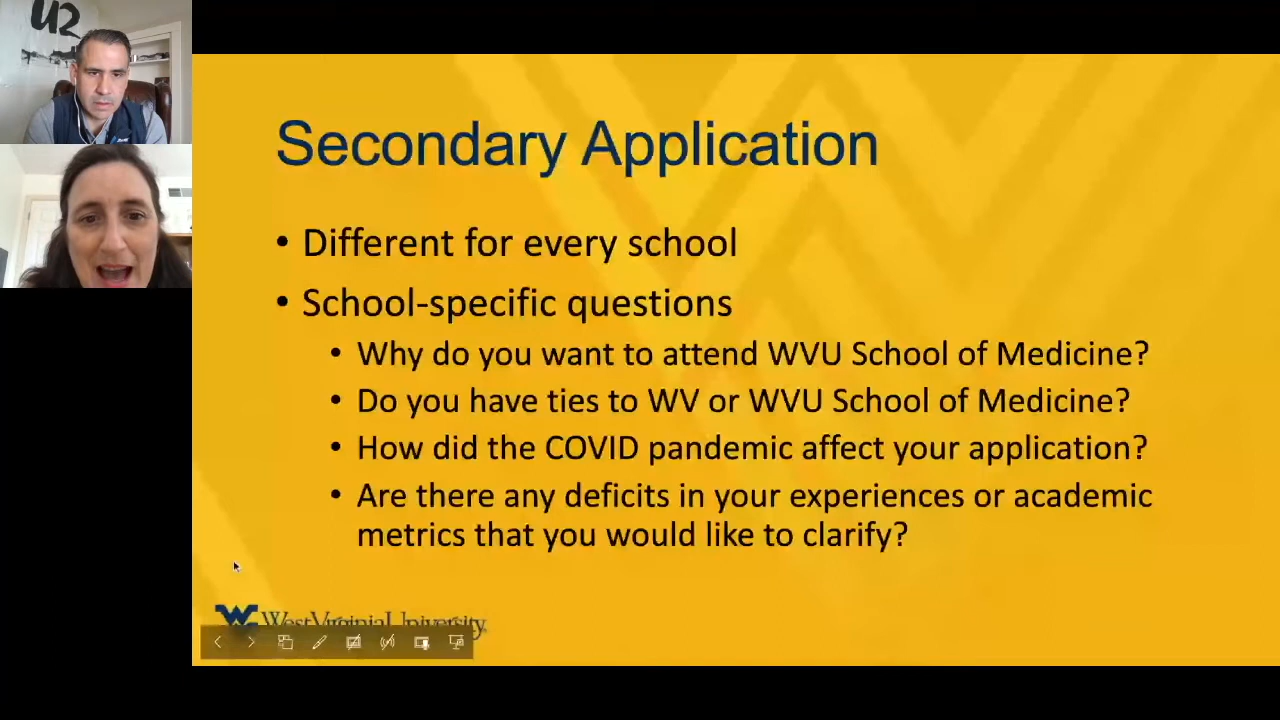 U2
Secondary Application
• Different for every school
• School-specific questions
• Why do you want to attend WVU School of Medicine?
• Do you have ties to WV or WVU School of Medicine?
• How did the COVID pandemic affect your application?
• Are there any deficits in your experiences or academic
metrics that you would like to clarify?
West Virginia University